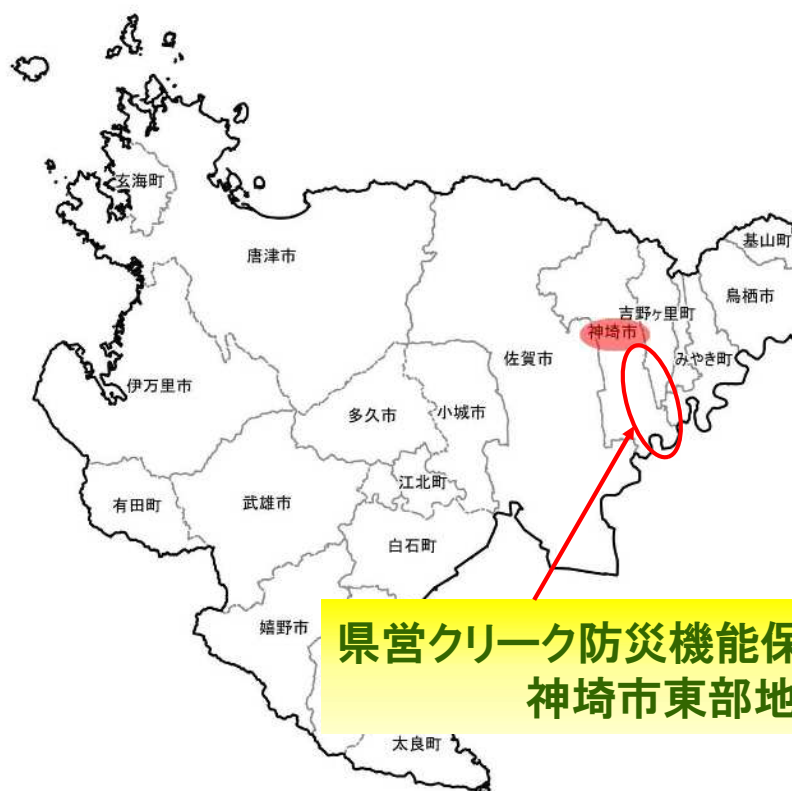 玄海町
唐津市
基山町
鳥栖市
吉野ヶ里町
神埼市
みやき町
佐賀市
伊万里市
多久市
小城市
江北町
有田町
武雄市
白石町
嬉野市
県営クリーク防災機能保
神埼市東部地
太良町